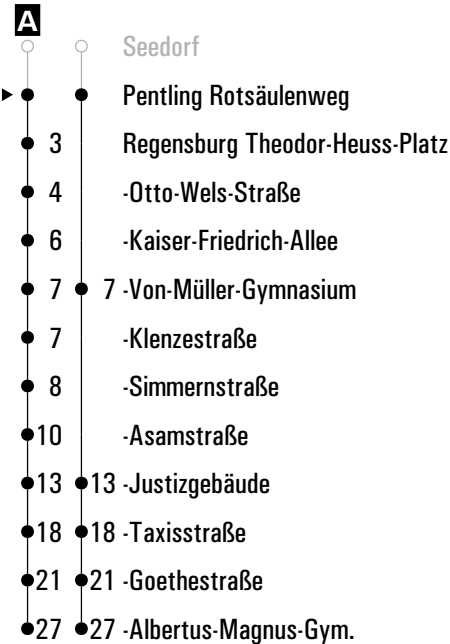 A
Seedorf
Pentling Rotsäulenweg
3 Regensburg Theodor-Heuss-Platz
4 -Otto-Wels-Straße
6 -Kaiser-Friedrich-Allee
7 7 -Von-Müller-Gymnasium
7 -Klenzestraße
8 -Simmernstraße
10 -Asamstraße
13 13 -Justizgebäude
18 18 -Taxisstraße
21 21 -Goethestraße
27 27 -Albertus-Magnus-Gym.